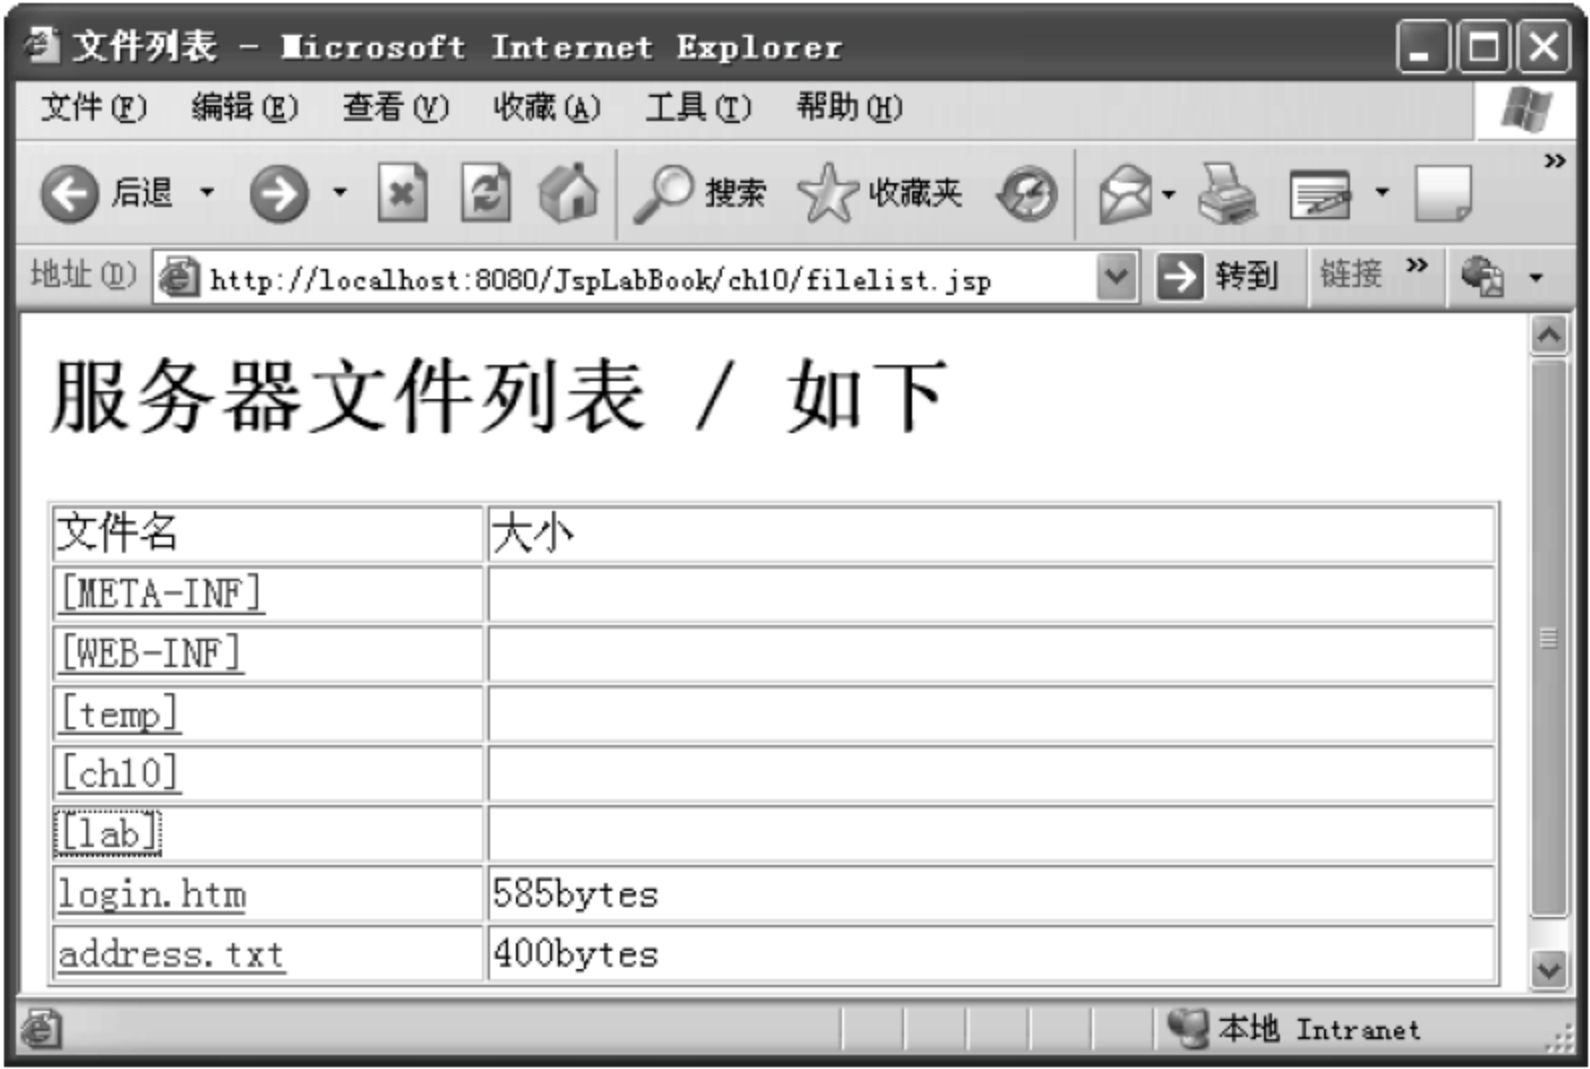 文件列表 - Microsoft Internet Explorer
文件(F) 编辑(E) 查看(V) 收藏(A) 工具(T) 帮助(H)
后退 搜索 收藏夹 »
地址(D) http://localhost:8080/JspLabBook/ch10/filelist.jsp 转到 链接 »
服务器文件列表 / 如下
文件名 大小
[META-INF]
[WEB-INF]
[temp]
[ch10]
[lab]
login.htm 585bytes
address.txt 400bytes
本地 Intranet